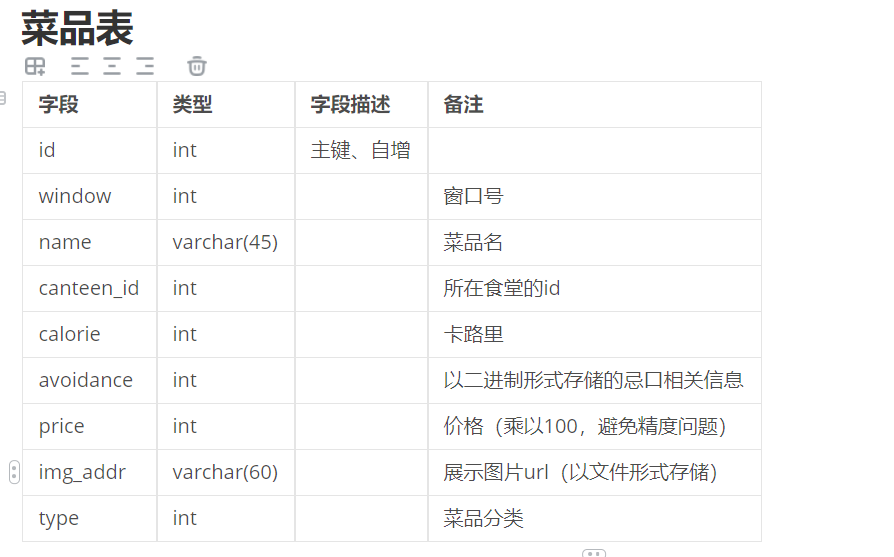 菜品表
字段 类型 字段描述 备注
id int 主键、自增
window int 窗口号
name varchar(45) 菜品名
canteen_id int 所在食堂的id
calorie int 卡路里
avoidance int 以二进制形式存储的忌口相关信息
price int 价格（乘以100，避免精度问题）
img_addr varchar(60) 展示图片url（以文件形式存储）
type int 菜品分类